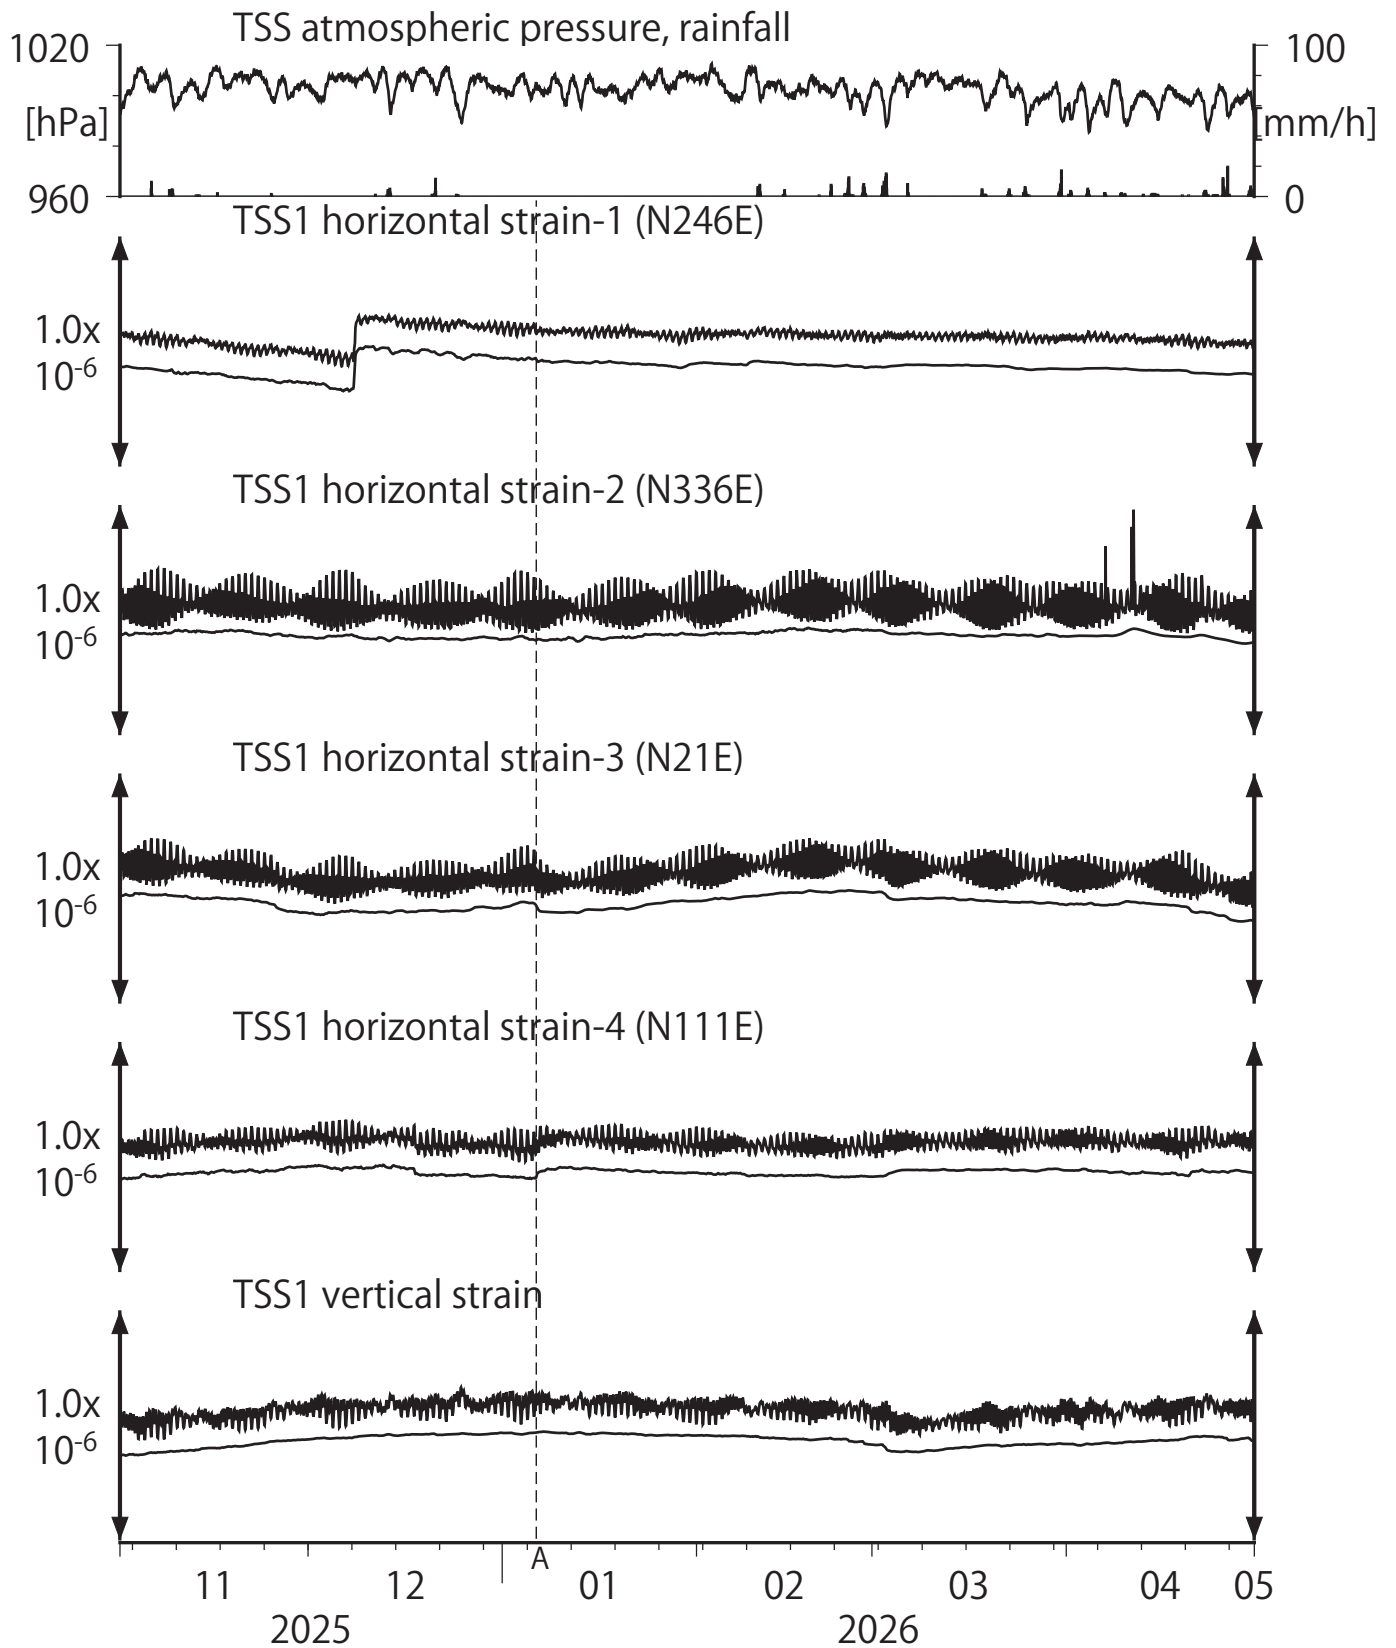 TSS atmospheric pressure, rainfall
1020
100
[hPa]
[mm/h]
960
0
TSS1 horizontal strain-1 (N246E)
1.0x
10-6
TSS1 horizontal strain-2 (N336E)
1.0x
10-6
TSS1 horizontal strain-3 (N21E)
1.0x
10-6
TSS1 horizontal strain-4 (N111E)
1.0x
10-6
TSS1 vertical strain
1.0x
10-6
A
11 12 01 02 03 04 05
2025 2026